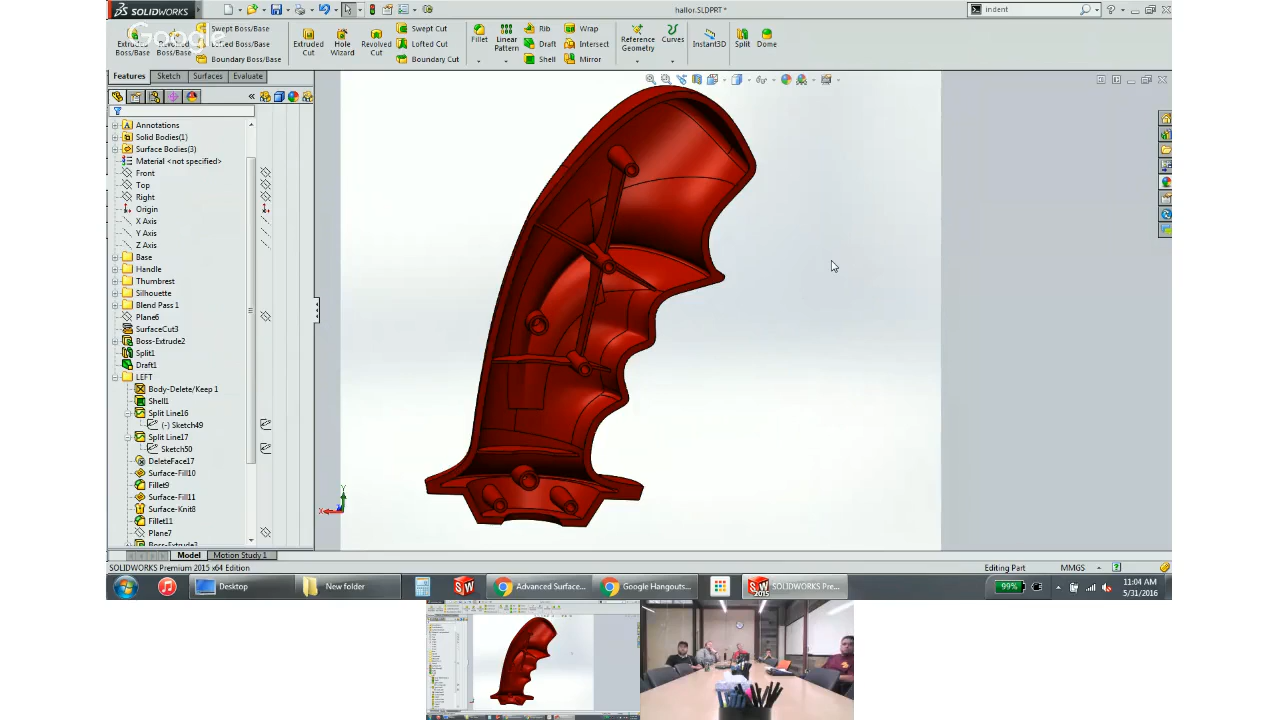 SOLIDWORKS
hallor.SLDPRT *
indent
Google
Extruded Boss/Base
Revolved Boss/Base
Swept Boss/Base
Lofted Boss/Base
Boundary Boss/Base
Extruded Cut
Hole Wizard
Revolved Cut
Swept Cut
Lofted Cut
Boundary Cut
Fillet
Linear Pattern
Rib
Draft
Shell
Wrap
Intersect
Mirror
Reference Geometry
Curves
Instant3D
Split
Dome
Features Sketch Surfaces Evaluate
Annotations
Solid Bodies(1)
Surface Bodies(3)
Material <not specified>
Front
Top
Right
Origin
X Axis
Y Axis
Z Axis
Base
Handle
Thumbrest
Silhouette
Blend Pass 1
Plane6
SurfaceCut3
Boss-Extrude2
Split1
Draft1
LEFT
Body-Delete/Keep 1
Shell1
Split Line16
(-) Sketch49
Split Line17
Sketch50
DeleteFace17
Surface-Fill10
Fillet9
Surface-Fill11
Surface-Knit8
Fillet11
Plane7
Boss-Extrude3
Y
X
Model Motion Study 1
SOLIDWORKS Premium 2015 x64 Edition
Editing Part
MMGS
Desktop
New folder
Advanced Surface...
Google Hangouts...
SOLIDWORKS Pre...
99%
11:04 AM
5/31/2016